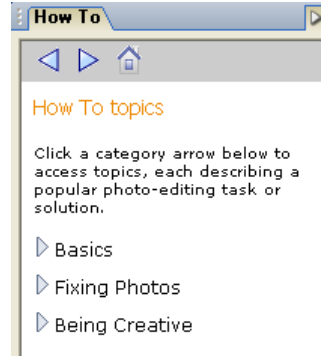 How To
How To topics
Click a category arrow below to
access topics, each describing a
popular photo-editing task or
solution.
Basics
Fixing Photos
Being Creative